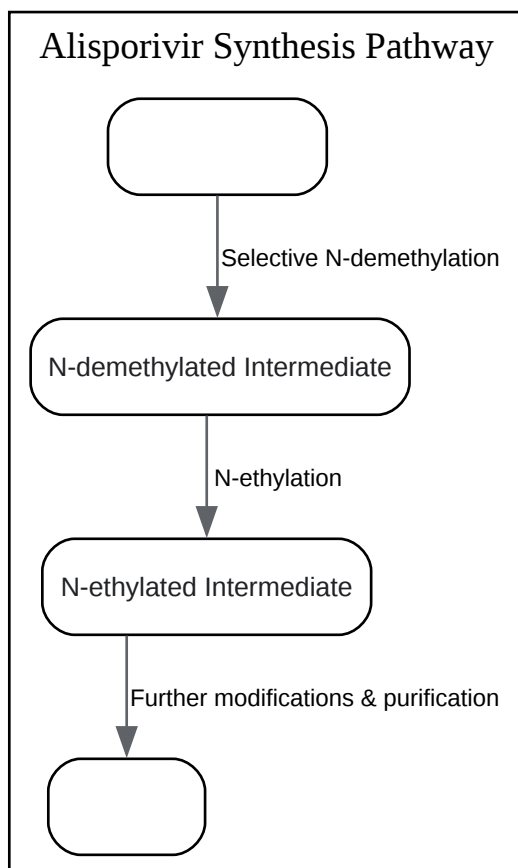 Alisporivir Synthesis Pathway
Selective N-demethylation
N-demethylated Intermediate
N-ethylation
N-ethylated Intermediate
Further modifications & purification